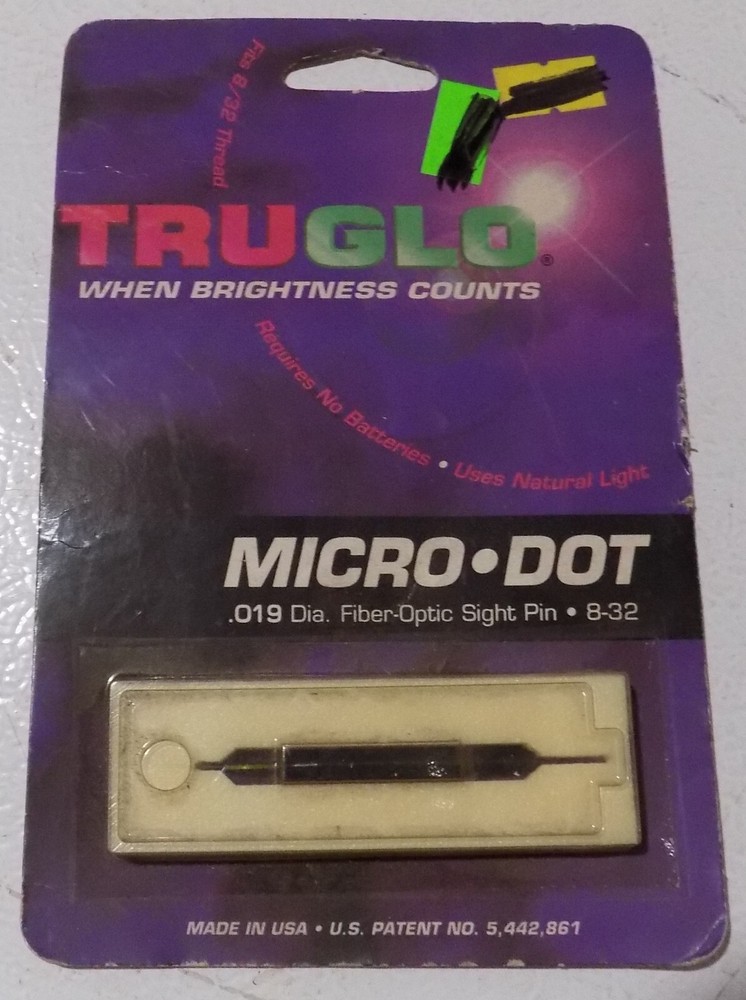 Fits 8/32 Thread
TRUGLO®
WHEN BRIGHTNESS COUNTS
Requires No Batteries • Uses Natural Light
MICRO•DOT
.019 Dia. Fiber-Optic Sight Pin • 8-32
MADE IN USA • U.S. PATENT NO. 5,442,861